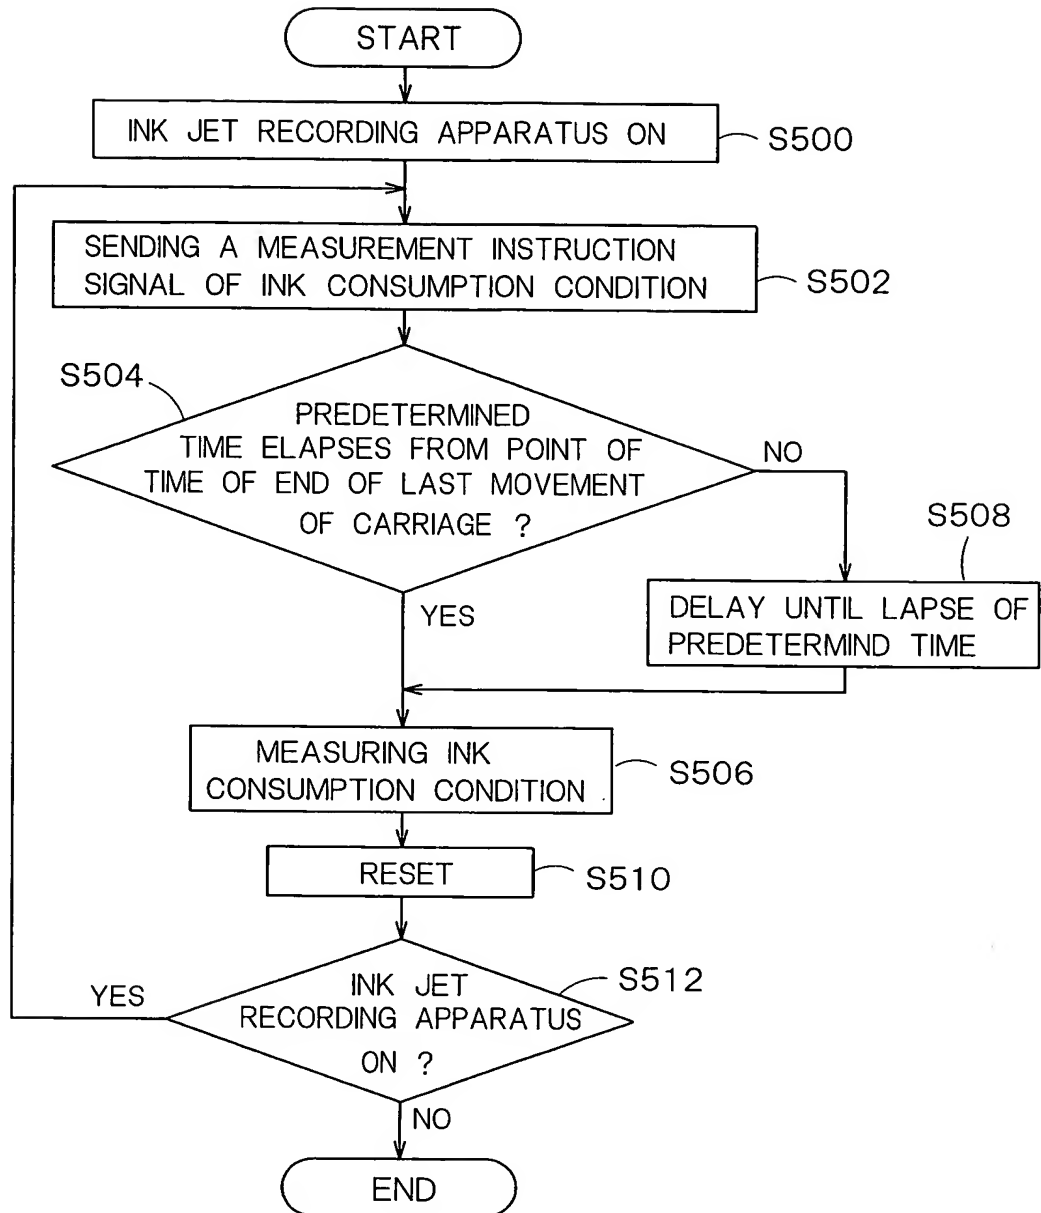 START
INK JET RECORDING APPARATUS ON
S500
SENDING A MEASUREMENT INSTRUCTION
SIGNAL OF INK CONSUMPTION CONDITION
S502
S504
PREDETERMINED
TIME ELAPSES FROM POINT OF
TIME OF END OF LAST MOVEMENT
OF CARRIAGE ?
NO
S508
DELAY UNTIL LAPSE OF
PREDETERMIND TIME
YES
MEASURING INK
CONSUMPTION CONDITION
S506
RESET
S510
INK JET
RECORDING APPARATUS
ON ?
S512
YES
NO
END